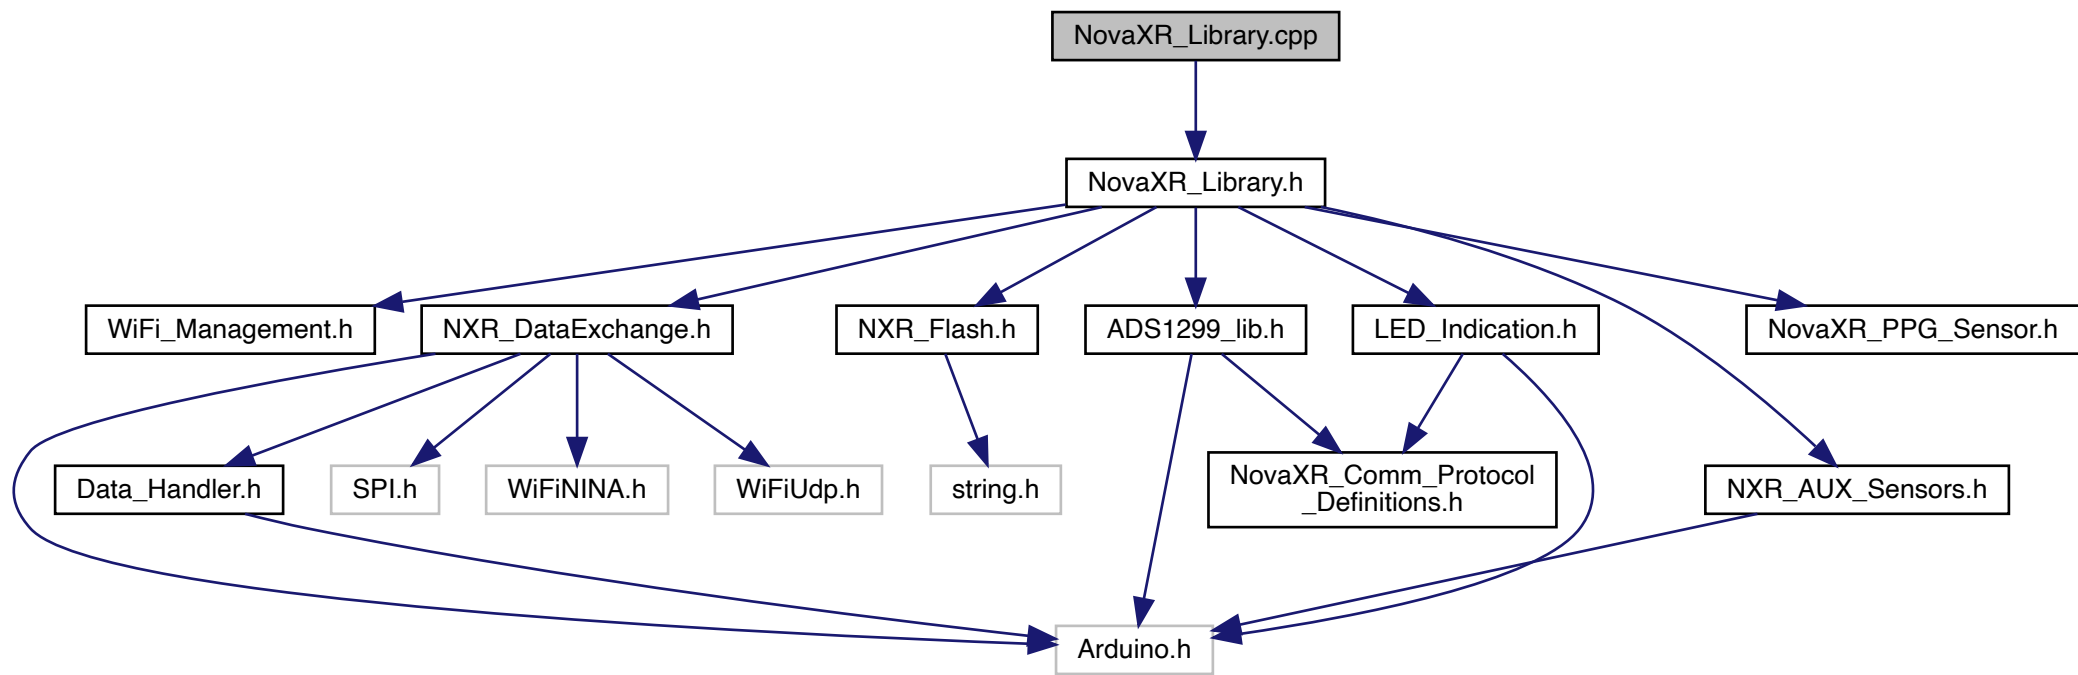 NovaXR_Library.cpp
NovaXR_Library.h
WiFi_Management.h
NXR_DataExchange.h
NXR_Flash.h
ADS1299_lib.h
LED_Indication.h
NovaXR_PPG_Sensor.h
Data_Handler.h
SPI.h
WiFiNINA.h
WiFiUdp.h
string.h
NovaXR_Comm_Protocol
_Definitions.h
NXR_AUX_Sensors.h
Arduino.h